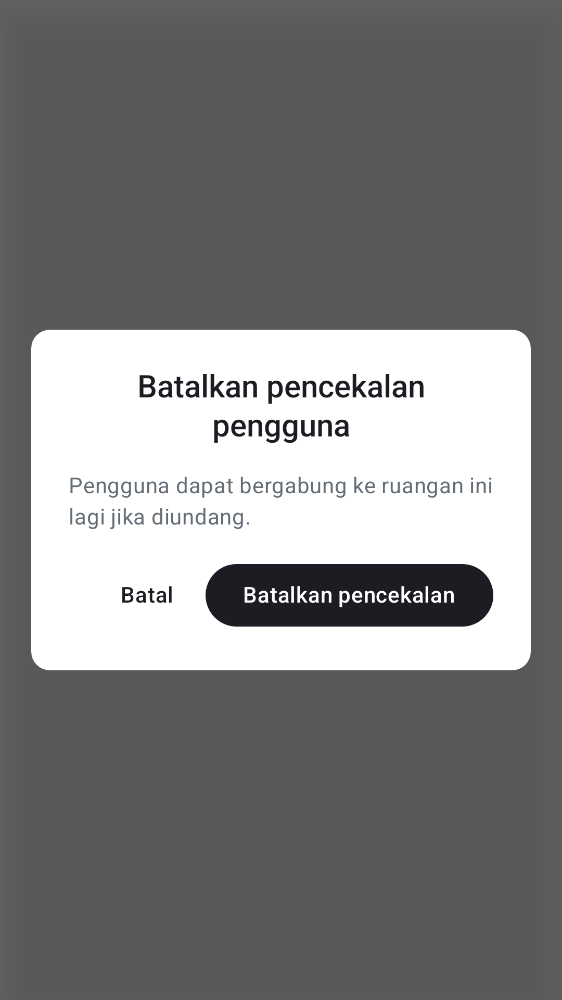 Batalkan pencekalan
pengguna
Pengguna dapat bergabung ke ruangan ini
lagi jika diundang.
Batal
Batalkan pencekalan